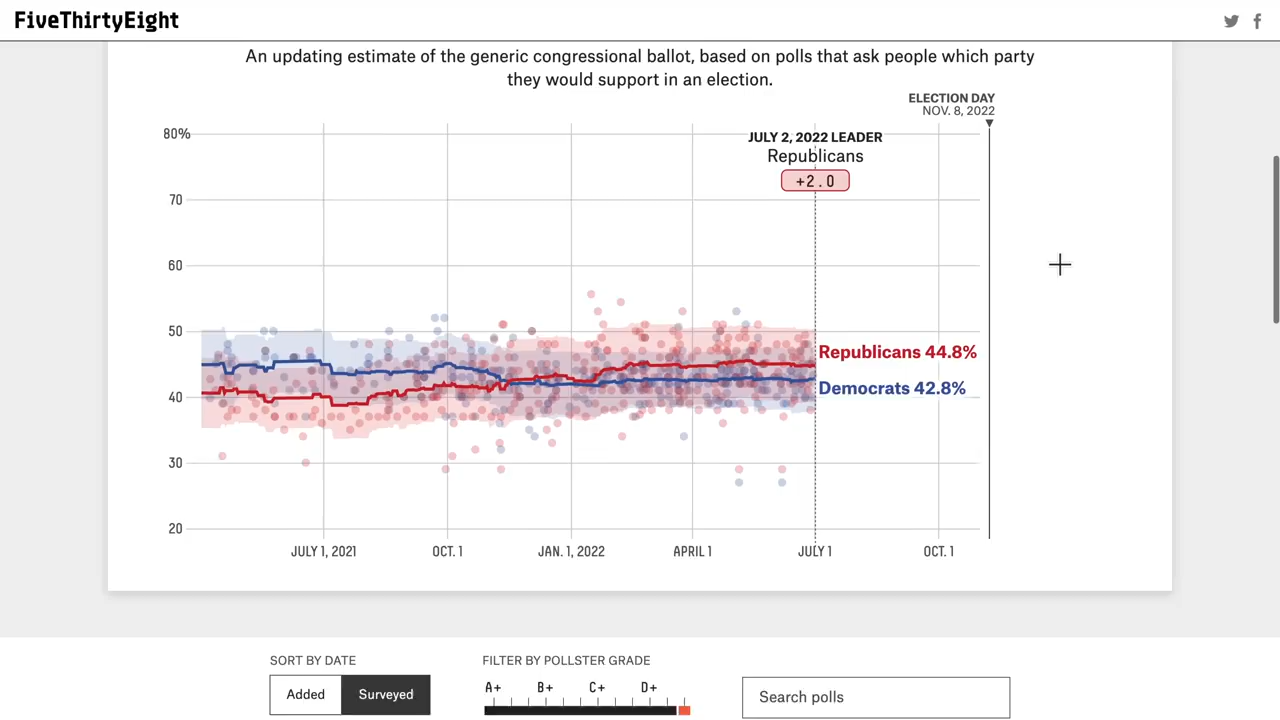 FiveThirtyEight
An updating estimate of the generic congressional ballot, based on polls that ask people which party
they would support in an election.
ELECTION DAY
NOV. 8, 2022
80%
JULY 2, 2022 LEADER
Republicans
+2.0
70
60
50
Republicans 44.8%
Democrats 42.8%
40
30
20
JULY 1, 2021
OCT. 1
JAN. 1, 2022
APRIL 1
JULY 1
OCT. 1
SORT BY DATE
FILTER BY POLLSTER GRADE
Added
Surveyed
A+
B+
C+
D+
Search polls